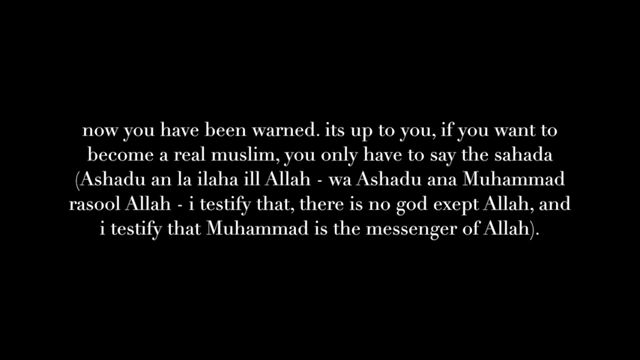 now you have been warned. its up to you, if you want to
become a real muslim, you only have to say the sahada
(Ashadu an la ilaha ill Allah - wa Ashadu ana Muhammad
rasool Allah - i testify that, there is no god exept Allah, and
i testify that Muhammad is the messenger of Allah).